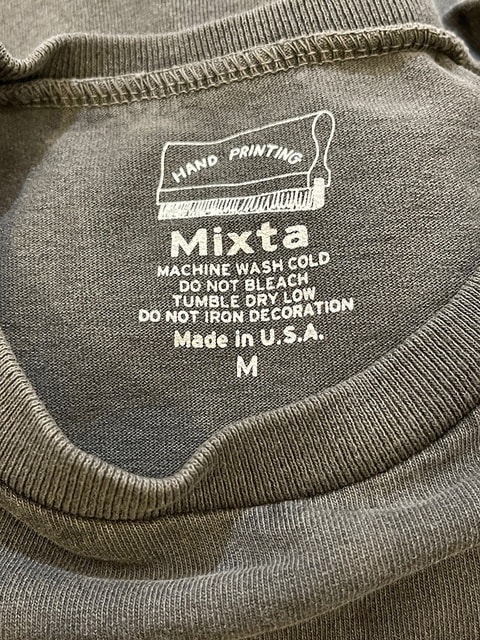 HAND PRINTING
Mixta
MACHINE WASH COLD
DO NOT BLEACH
TUMBLE DRY LOW
DO NOT IRON DECORATION
Made in U.S.A.
M